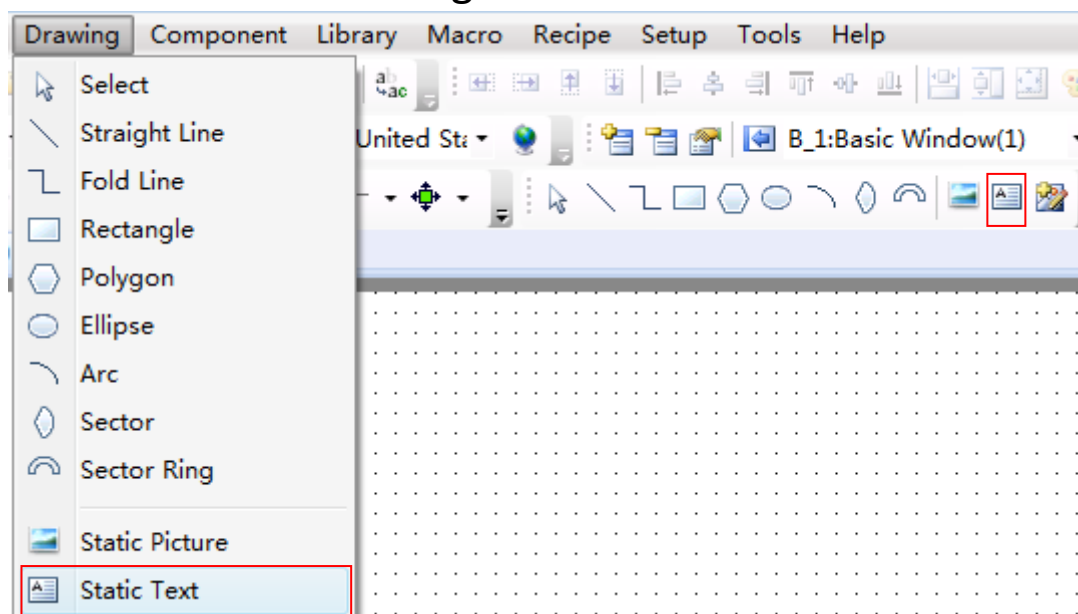 Drawing Component Library Macro Recipe Setup Tools Help
Select
Straight Line
United Sta
B_1:Basic Window(1)
Fold Line
Rectangle
Polygon
Ellipse
Arc
Sector
Sector Ring
Static Picture
Static Text